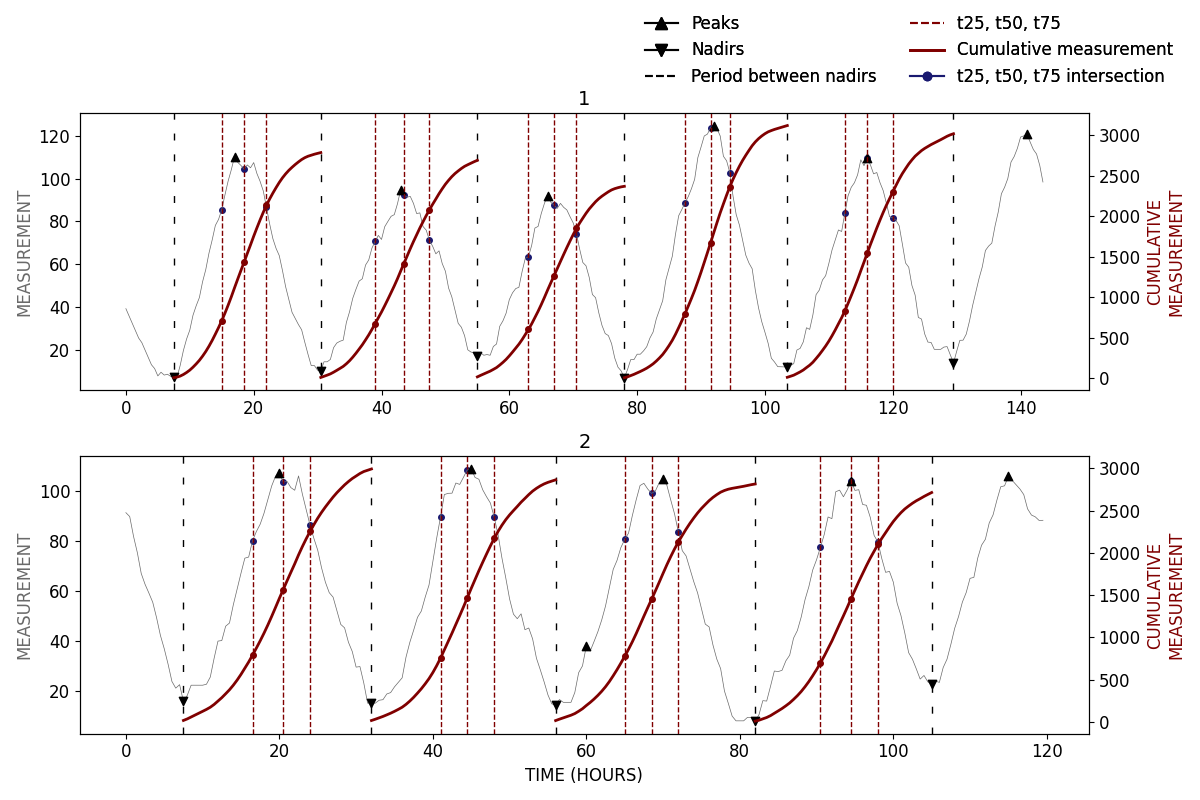 Peaks
Nadirs
Period between nadirs
t25, t50, t75
Cumulative measurement
t25, t50, t75 intersection
1
MEASUREMENT
120
100
80
60
40
20
3000
2500
2000
1500
1000
500
0
CUMULATIVE
MEASUREMENT
0 20 40 60 80 100 120 140
2
MEASUREMENT
100
80
60
40
20
3000
2500
2000
1500
1000
500
0
CUMULATIVE
MEASUREMENT
0 20 40 60 80 100 120
TIME (HOURS)